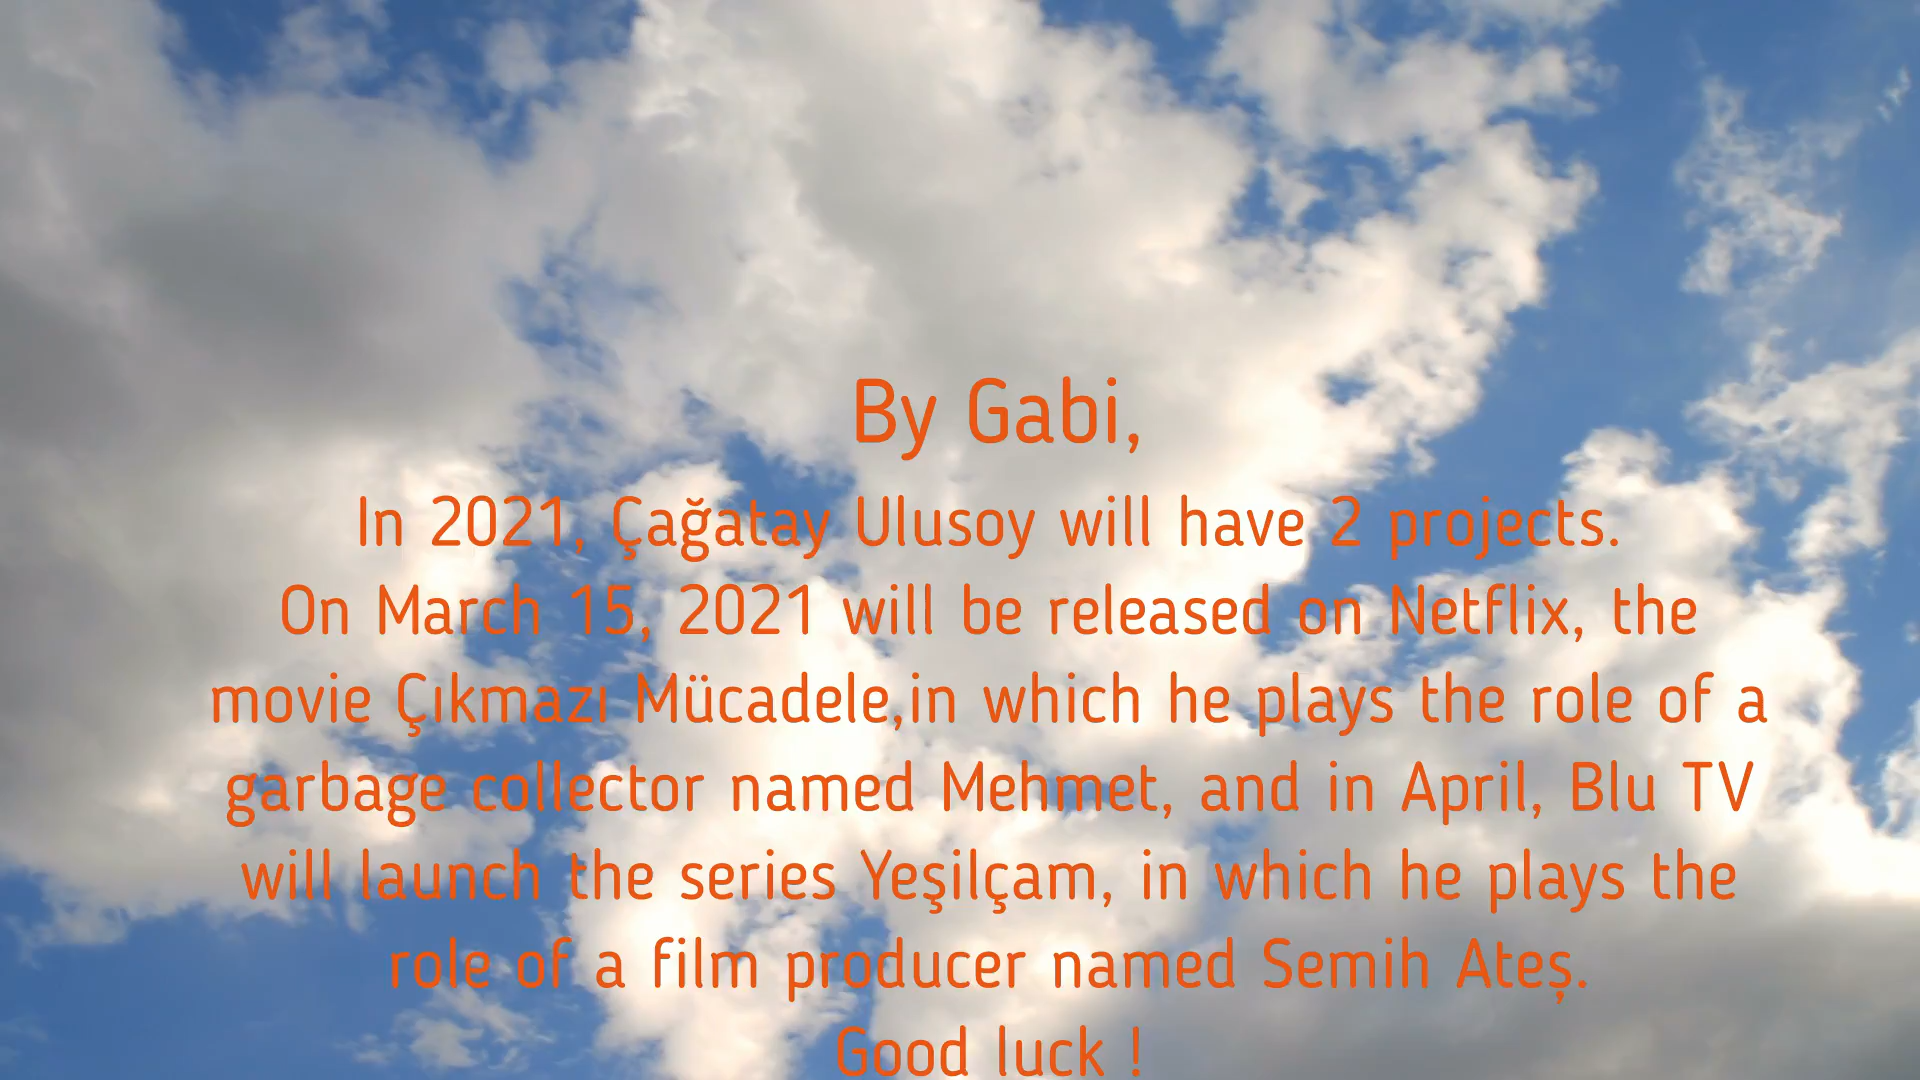 By Gabi,
In 2021, Çağatay Ulusoy will have 2 projects.
On March 15, 2021 will be released on Netflix, the
movie Çıkmazı Mücadele,in which he plays the role of a
garbage collector named Mehmet, and in April, Blu TV
will launch the series Yeşilçam, in which he plays the
role of a film producer named Semih Ateș.
Good luck !